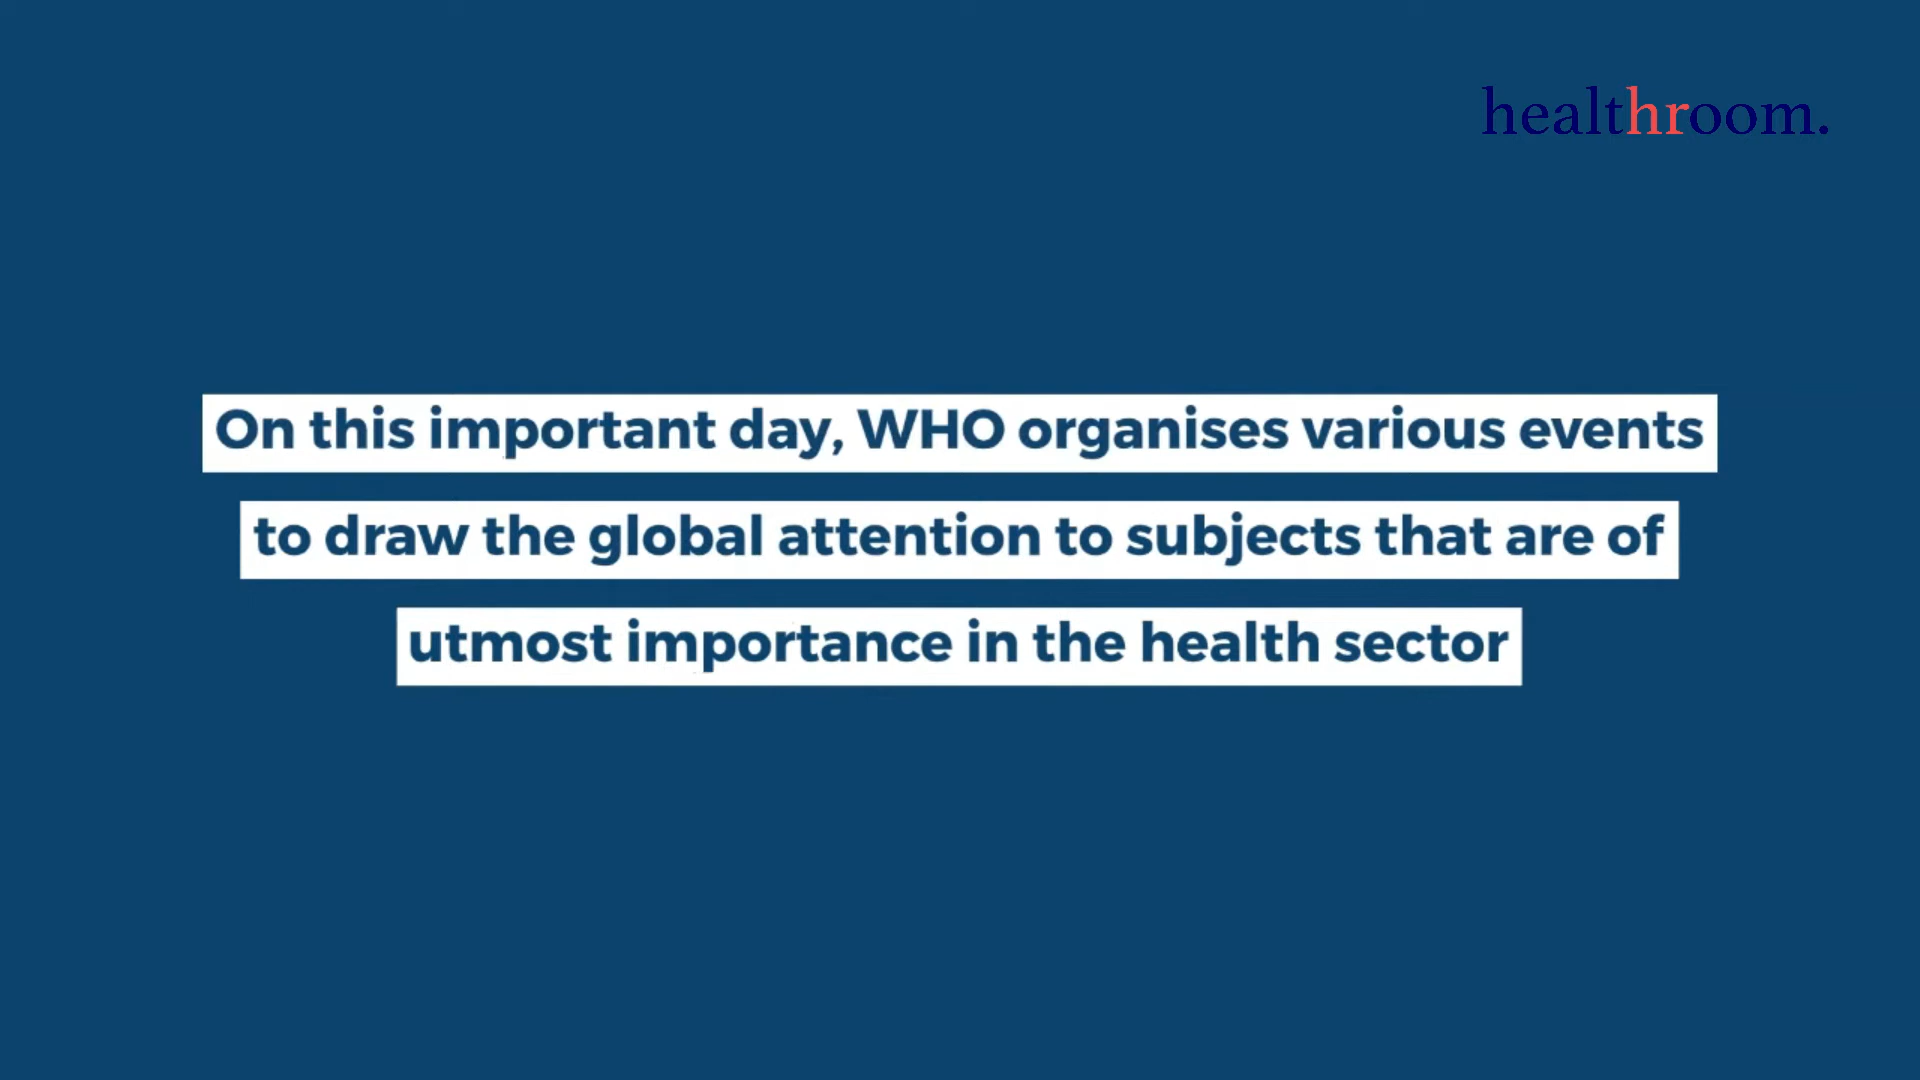 healthroom.
On this important day, WHO organises various events
to draw the global attention to subjects that are of
utmost importance in the health sector